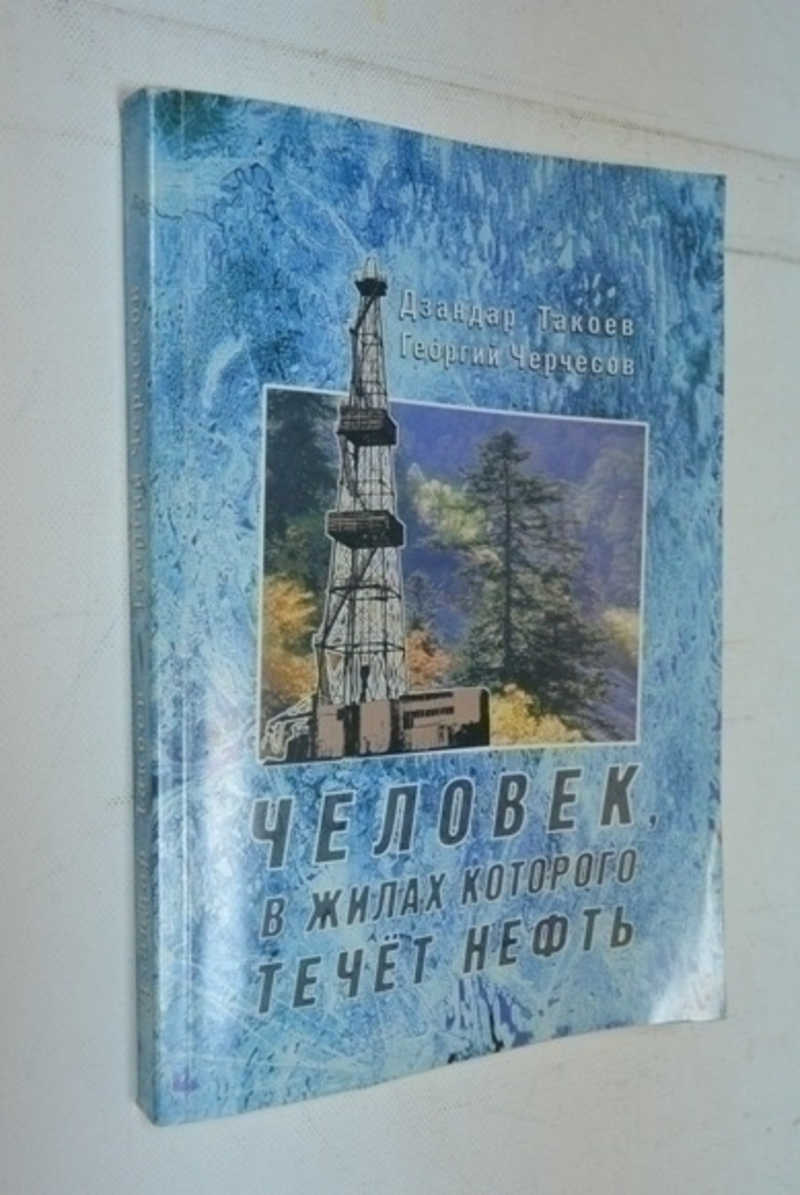 Дзандар Такоев
Георгий Черчесов
ЧЕЛОВЕК,
В ЖИЛАХ КОТОРОГО
ТЕЧЁТ НЕФТЬ